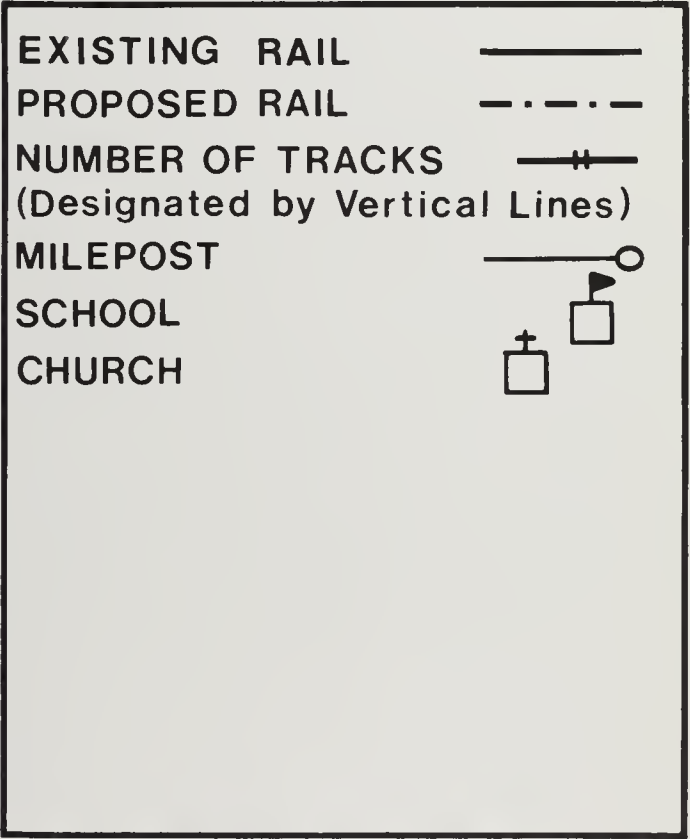 EXISTING RAIL
PROPOSED RAIL
NUMBER OF TRACKS
(Designated by Vertical Lines)
MILEPOST
SCHOOL
CHURCH